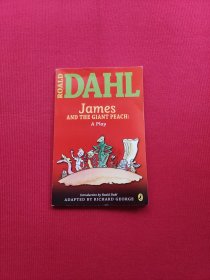 ROALD
DAHL
James
AND THE GIANT PEACH:
A Play
Introduction by Roald Dahl
ADAPTED BY RICHARD GEORGE